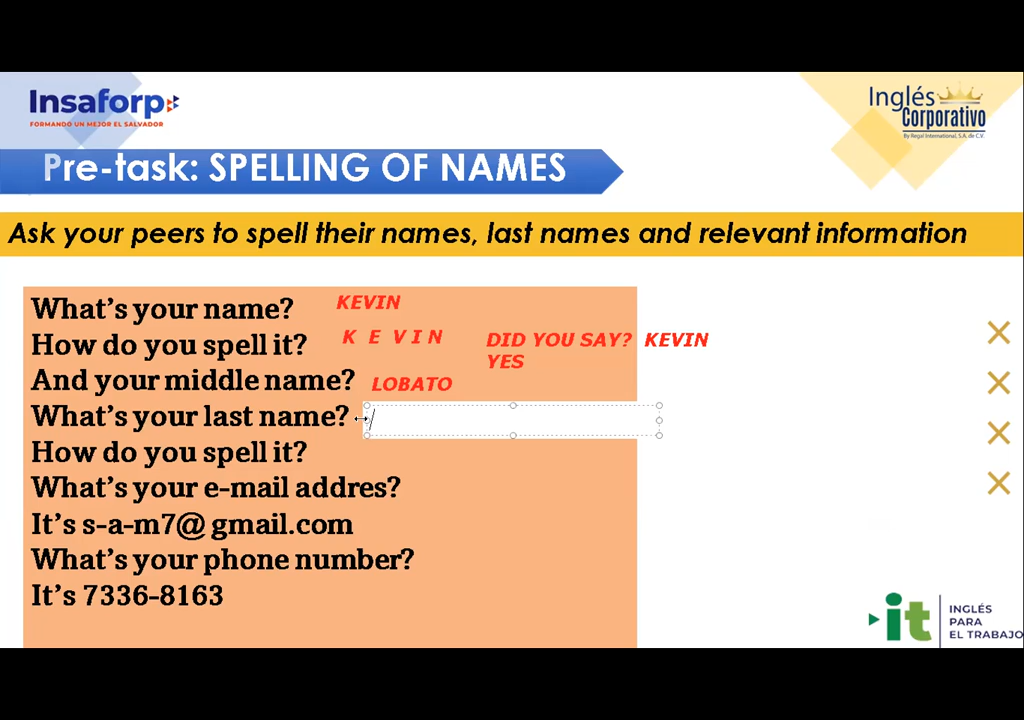 Insaforp
FORMANDO UN MEJOR EL SALVADOR
Inglés
Corporativo
By Regal International, S.A. de C.V.
Pre-task: SPELLING OF NAMES
Ask your peers to spell their names, last names and relevant information
What's your name? KEVIN
How do you spell it? K E V I N DID YOU SAY? KEVIN
YES
And your middle name? LOBATO
What's your last name?
How do you spell it?
What's your e-mail addres?
It's s-a-m7@ gmail.com
What's your phone number?
It's 7336-8163
it INGLÉS
PARA
EL TRABAJO